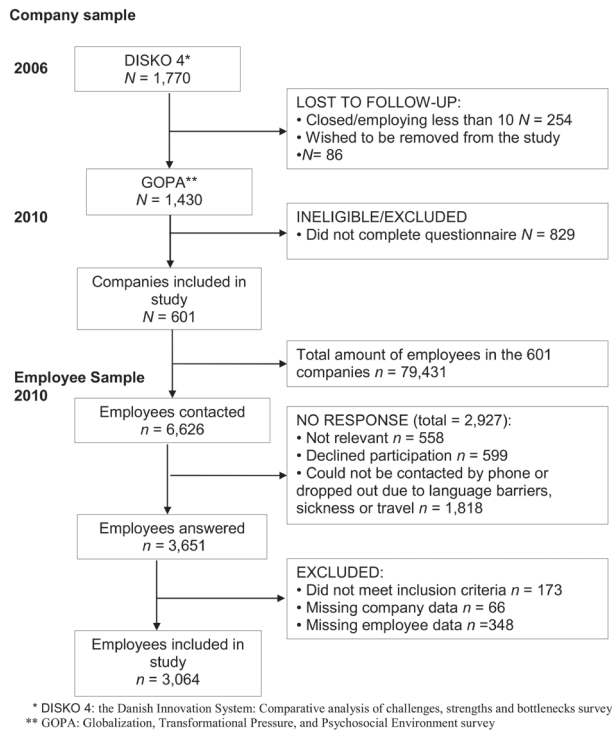 Company sample
2006
DISKO 4*
N = 1,770
LOST TO FOLLOW-UP:
• Closed/employing less than 10 N = 254
• Wished to be removed from the study
•N= 86
GOPA**
N = 1,430
2010
INELIGIBLE/EXCLUDED
• Did not complete questionnaire N = 829
Companies included in
study
N = 601
Total amount of employees in the 601
companies n = 79,431
Employee Sample
2010
Employees contacted
n = 6,626
NO RESPONSE (total = 2,927):
• Not relevant n = 558
• Declined participation n = 599
• Could not be contacted by phone or
dropped out due to language barriers,
sickness or travel n = 1,818
Employees answered
n = 3,651
EXCLUDED:
• Did not meet inclusion criteria n = 173
• Missing company data n = 66
• Missing employee data n =348
Employees included in
study
n = 3,064
* DISKO 4: the Danish Innovation System: Comparative analysis of challenges, strengths and bottlenecks survey
** GOPA: Globalization, Transformational Pressure, and Psychosocial Environment survey